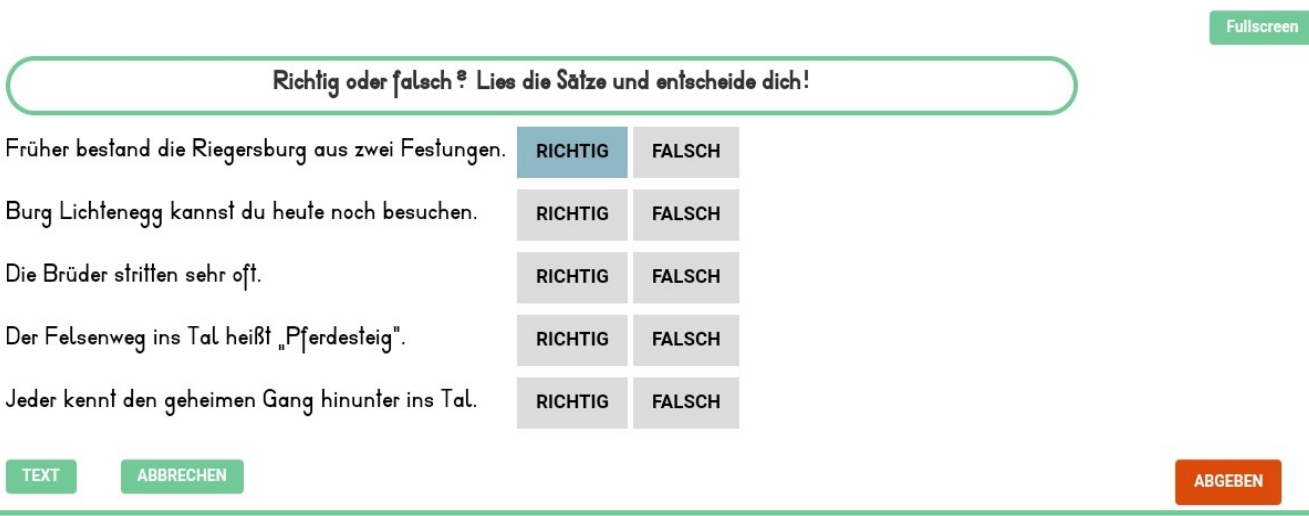 Fullscreen
Richtig oder falsch? Lies die Sätze und entscheide dich!
Früher bestand die Riegersburg aus zwei Festungen. RICHTIG FALSCH
Burg Lichtenegg kannst du heute noch besuchen. RICHTIG FALSCH
Die Brüder stritten sehr oft. RICHTIG FALSCH
Der Felsenweg ins Tal heißt „Pferdesteig". RICHTIG FALSCH
Jeder kennt den geheimen Gang hinunter ins Tal. RICHTIG FALSCH
TEXT ABBRECHEN ABGEBEN